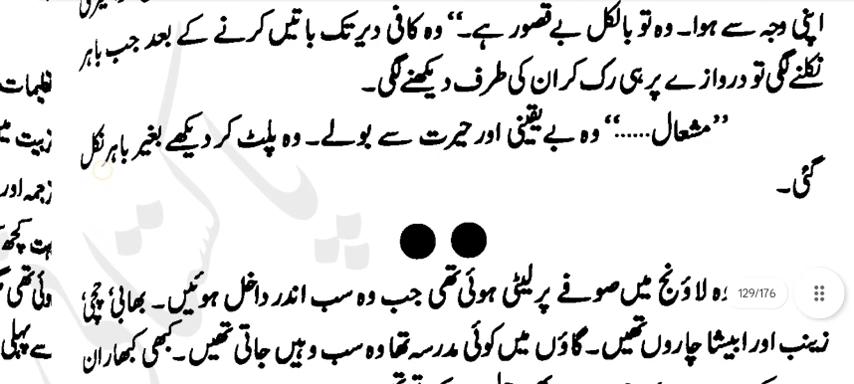 اپنی وجہ سے ہوا۔ وہ تو بالکل بے قصور ہے۔“ وہ کافی دیر تک باتیں کرنے کے بعد جب باہر
نکلنے لگی تو دروازے پر ہی رک کر ان کی طرف دیکھنے لگی۔
”مشعال......“ وہ بے یقینی اور حیرت سے بولے۔ وہ پلٹ کر دیکھے بغیر باہر نکل
گئی۔
وہ لاؤنج میں صوفے پر لیٹی ہوئی تھی جب وہ سب اندر داخل ہوئیں۔ بھابی، چچی
129/176
زینب اور ابیشا چاروں تھیں۔ گاؤں میں کوئی مدرسہ تھا وہ سب وہیں جاتی تھیں۔ کبھی کبھار ان